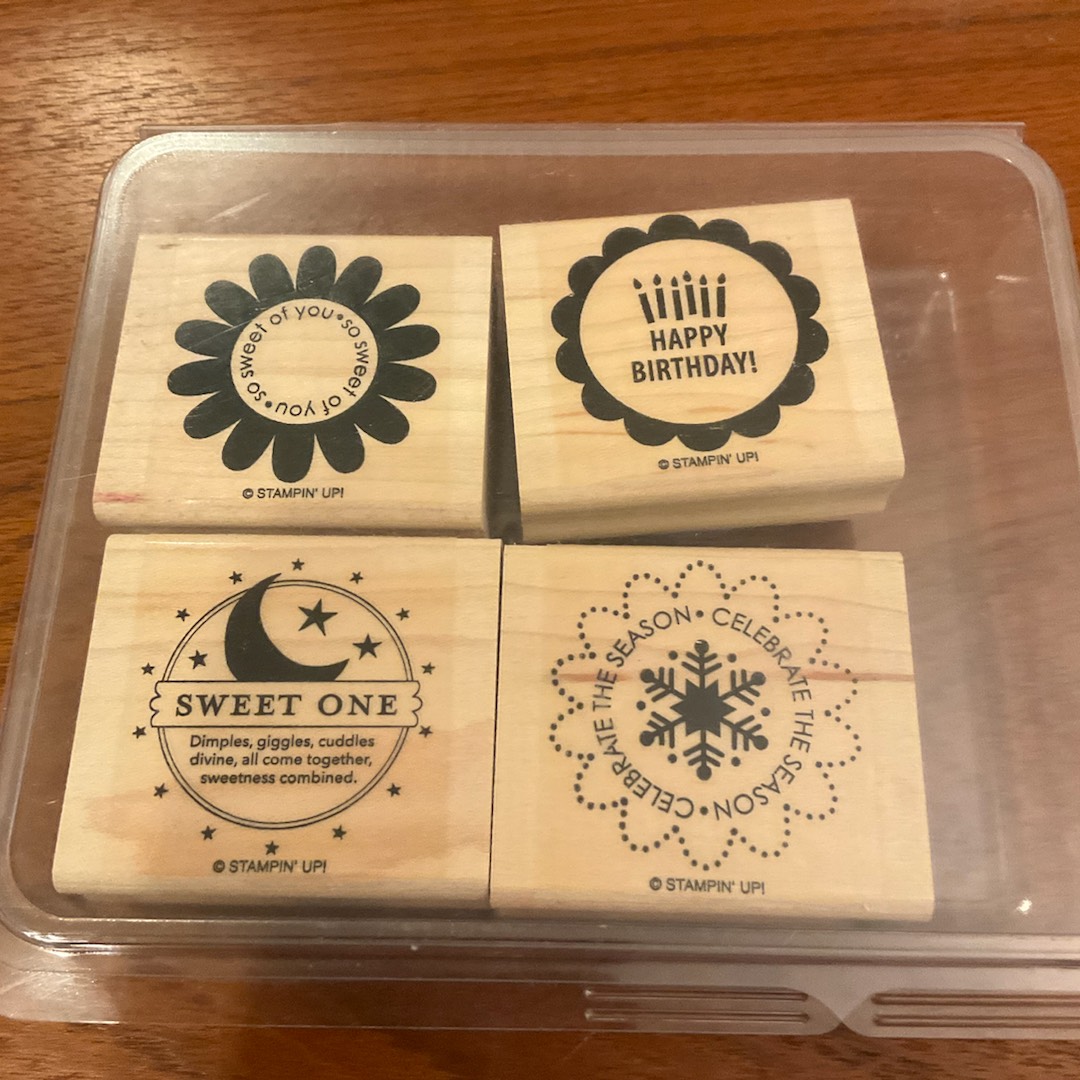 so sweet of you • so sweet of you •
© STAMPIN' UP!
HAPPY
BIRTHDAY!
© STAMPIN' UP!
SWEET ONE
Dimples, giggles, cuddles
divine, all come together,
sweetness combined.
© STAMPIN' UP!
CELEBRATE THE SEASON • CELEBRATE THE SEASON •
© STAMPIN' UP!